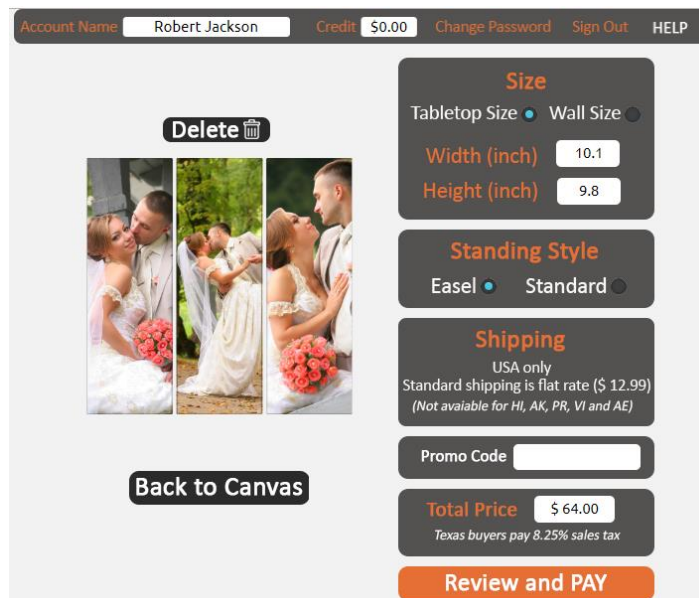 Account Name Robert Jackson Credit $0.00 Change Password Sign Out HELP
Delete
Back to Canvas
Size
Tabletop Size Wall Size
Width (inch) 10.1
Height (inch) 9.8
Standing Style
Easel Standard
Shipping
USA only
Standard shipping is flat rate ($ 12.99)
(Not avaiable for HI, AK, PR, VI and AE)
Promo Code
Total Price $ 64.00
Texas buyers pay 8.25% sales tax
Review and PAY